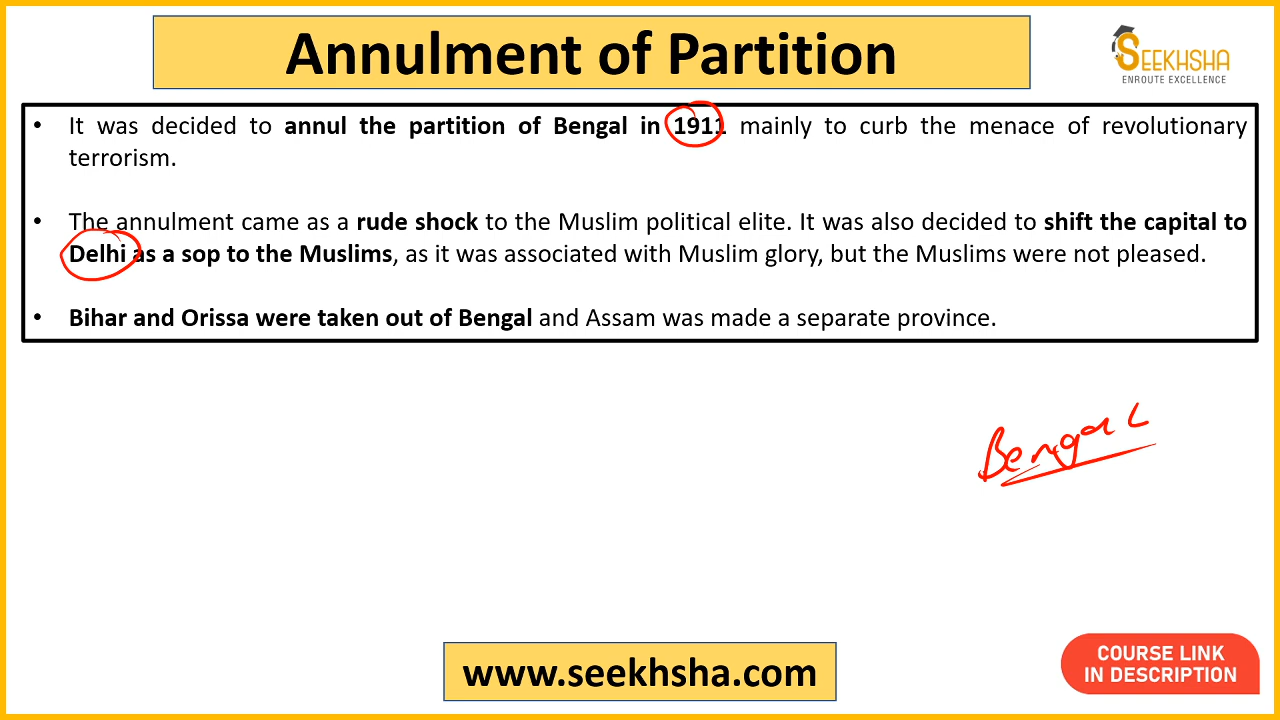 Annulment of Partition
SEEKHSHA
ENROUTE EXCELLENCE
• It was decided to annul the partition of Bengal in 1911 mainly to curb the menace of revolutionary
terrorism.
• The annulment came as a rude shock to the Muslim political elite. It was also decided to shift the capital to
Delhi as a sop to the Muslims, as it was associated with Muslim glory, but the Muslims were not pleased.
• Bihar and Orissa were taken out of Bengal and Assam was made a separate province.
Bengal
www.seekhsha.com
COURSE LINK
IN DESCRIPTION